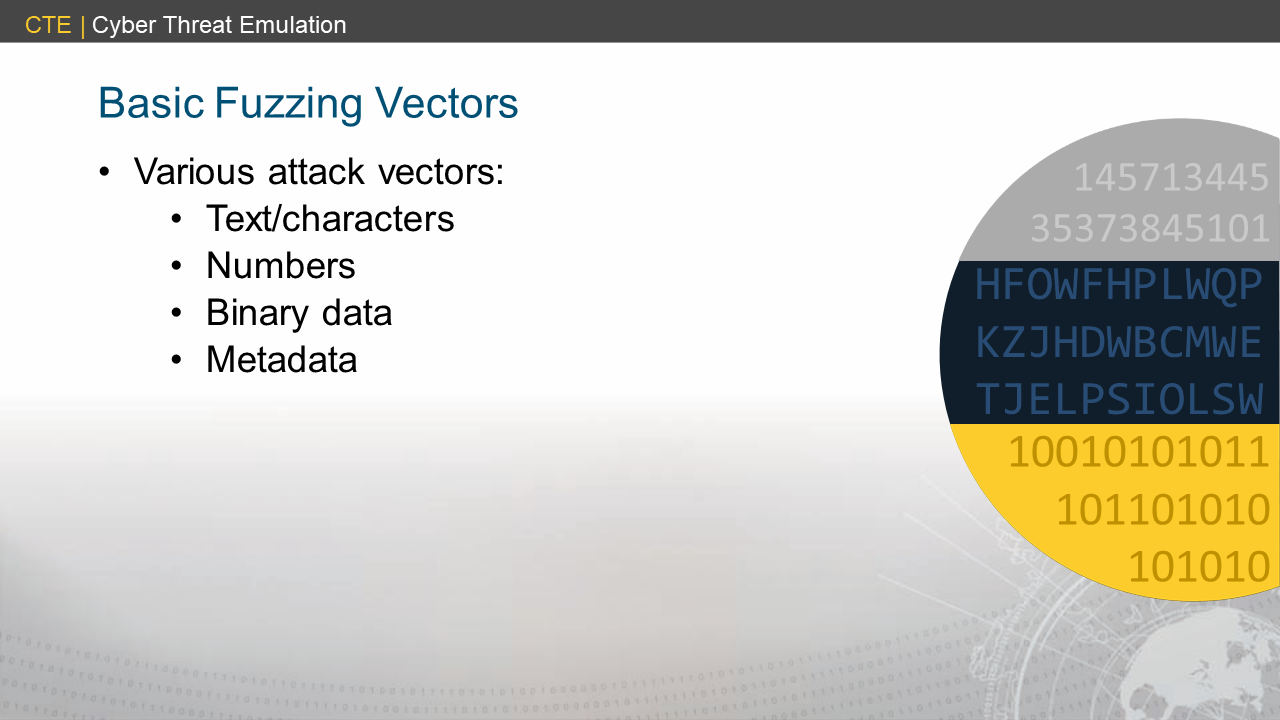 CTE | Cyber Threat Emulation
Basic Fuzzing Vectors
• Various attack vectors:
• Text/characters
• Numbers
• Binary data
• Metadata
145713445
35373845101
HFOWFHPLWQP
KZJHDWBCMWE
TJELPSIOLSW
10010101011
101101010
101010